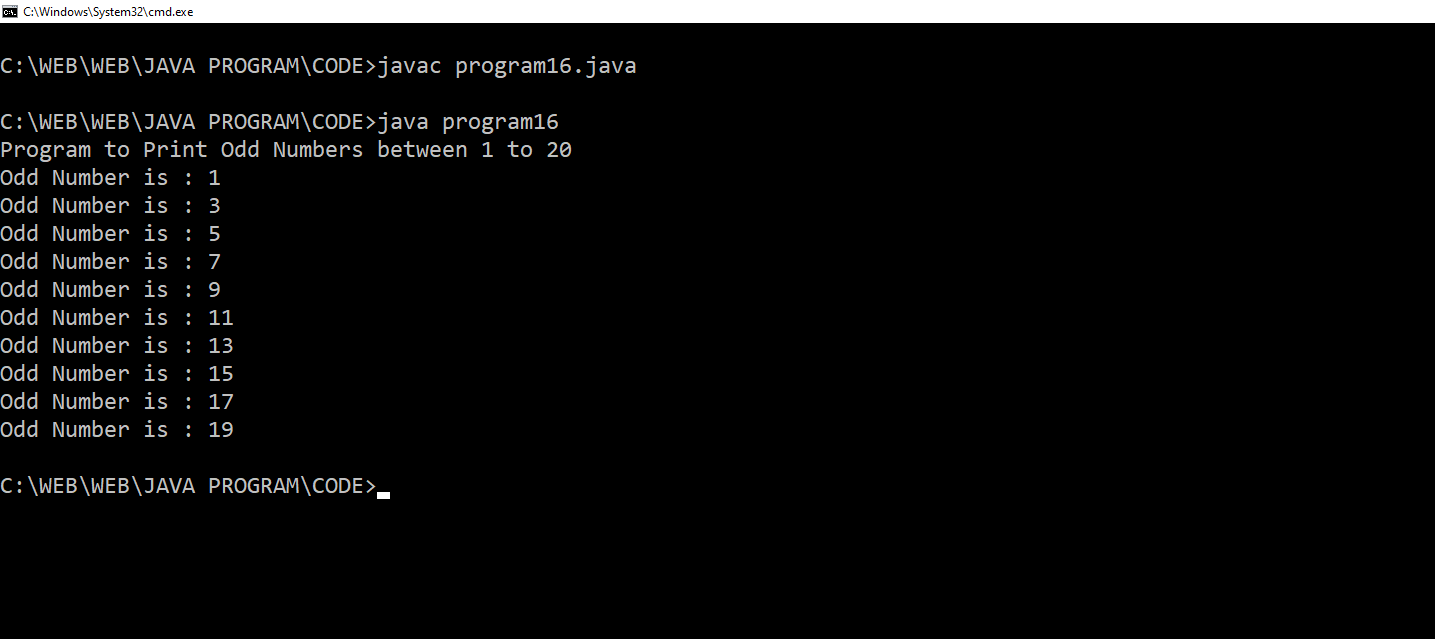 C:\Windows\System32\cmd.exe
C:\WEB\WEB\JAVA PROGRAM\CODE>javac program16.java
C:\WEB\WEB\JAVA PROGRAM\CODE>java program16
Program to Print Odd Numbers between 1 to 20
Odd Number is : 1
Odd Number is : 3
Odd Number is : 5
Odd Number is : 7
Odd Number is : 9
Odd Number is : 11
Odd Number is : 13
Odd Number is : 15
Odd Number is : 17
Odd Number is : 19
C:\WEB\WEB\JAVA PROGRAM\CODE>